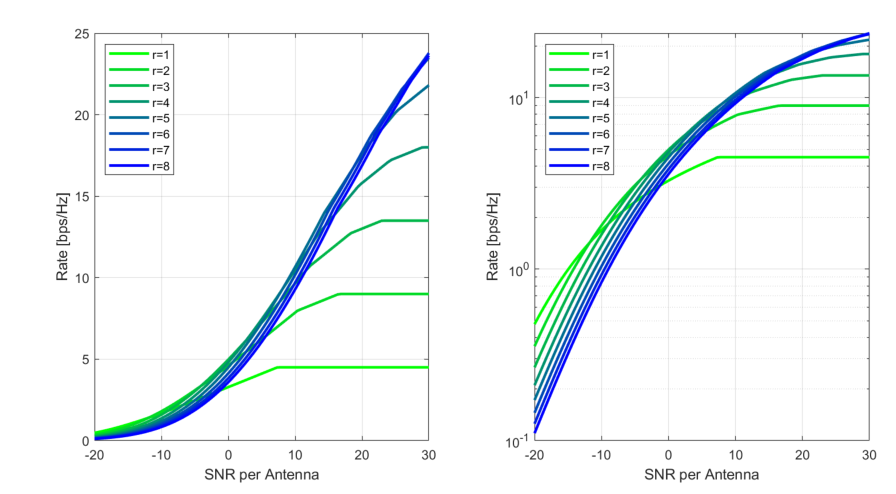 25
20
15
10
5
0
-20
-10
0
10
20
30
Rate [bps/Hz]
SNR per Antenna
r=1
r=2
r=3
r=4
r=5
r=6
r=7
r=8
10^1
10^0
10^-1
-20
-10
0
10
20
30
Rate [bps/Hz]
SNR per Antenna
r=1
r=2
r=3
r=4
r=5
r=6
r=7
r=8